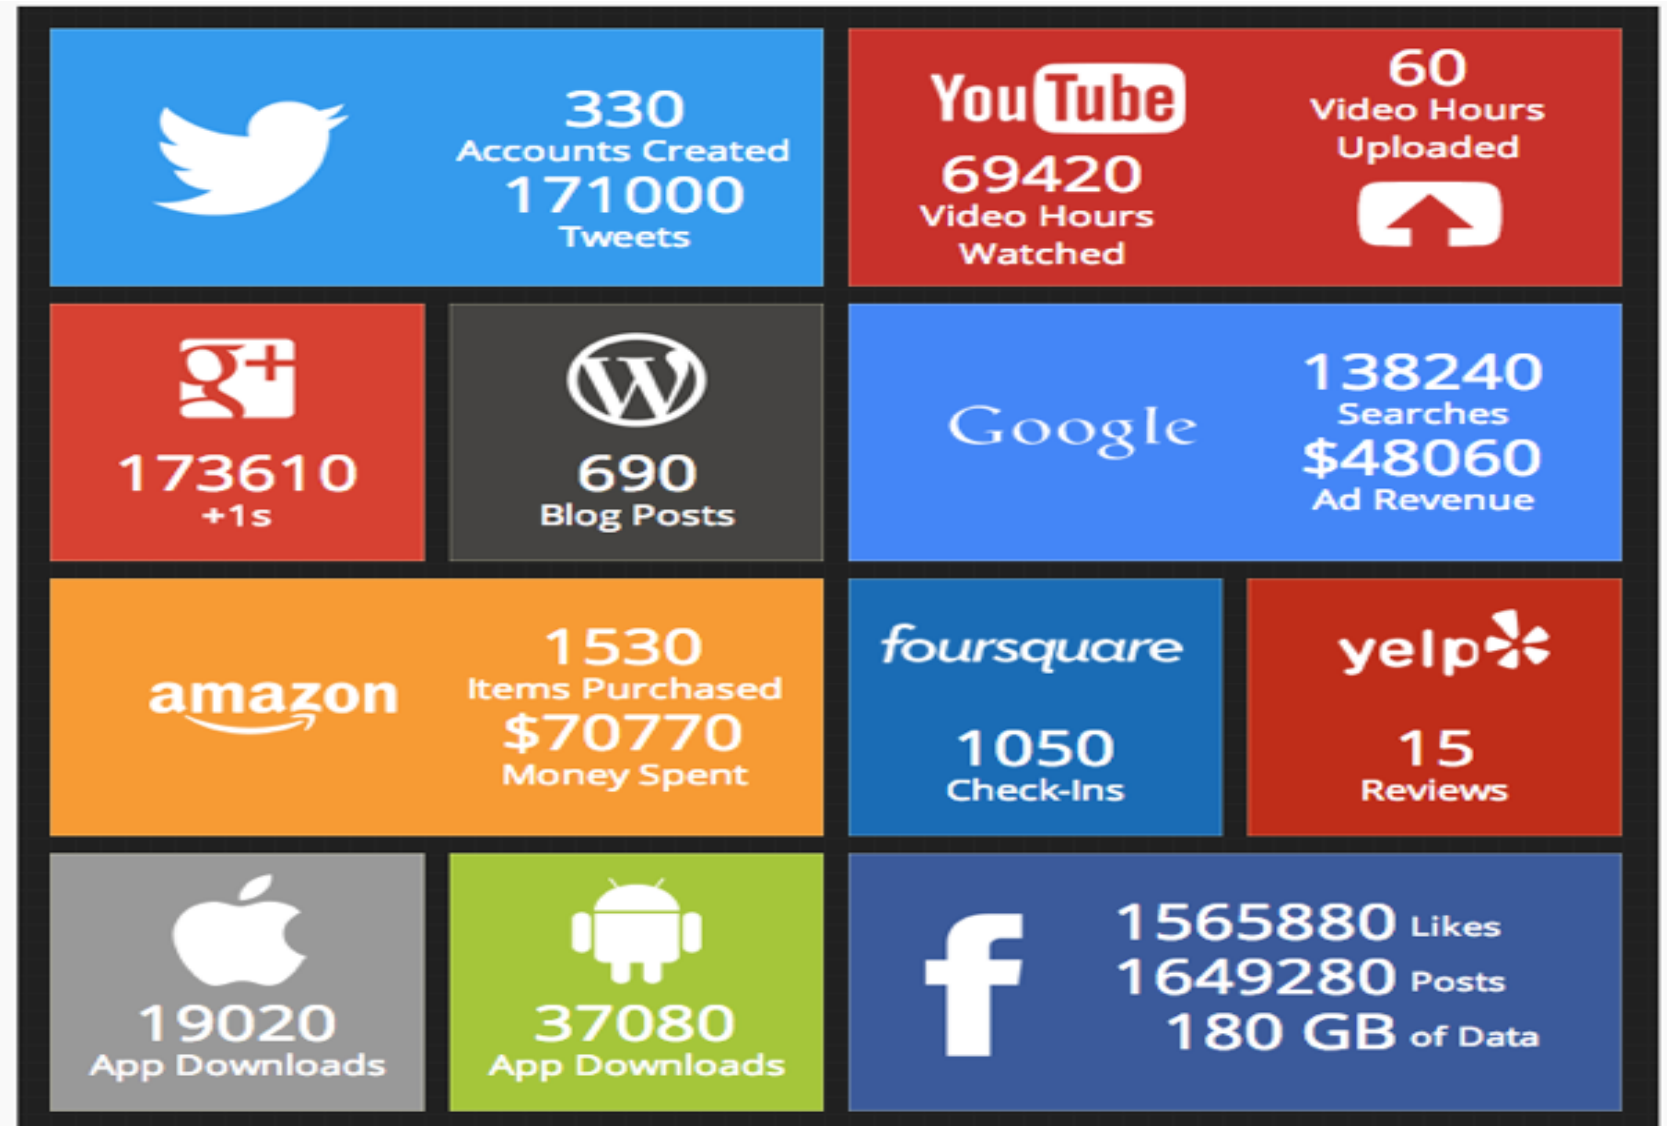 330
Accounts Created
171000
Tweets
YouTube
69420
Video Hours
Watched
60
Video Hours
Uploaded
g+
173610
+1s
W
690
Blog Posts
Google
138240
Searches
$48060
Ad Revenue
amazon
1530
Items Purchased
$70770
Money Spent
foursquare
1050
Check-Ins
yelp
15
Reviews
19020
App Downloads
37080
App Downloads
f
1565880 Likes
1649280 Posts
180 GB of Data